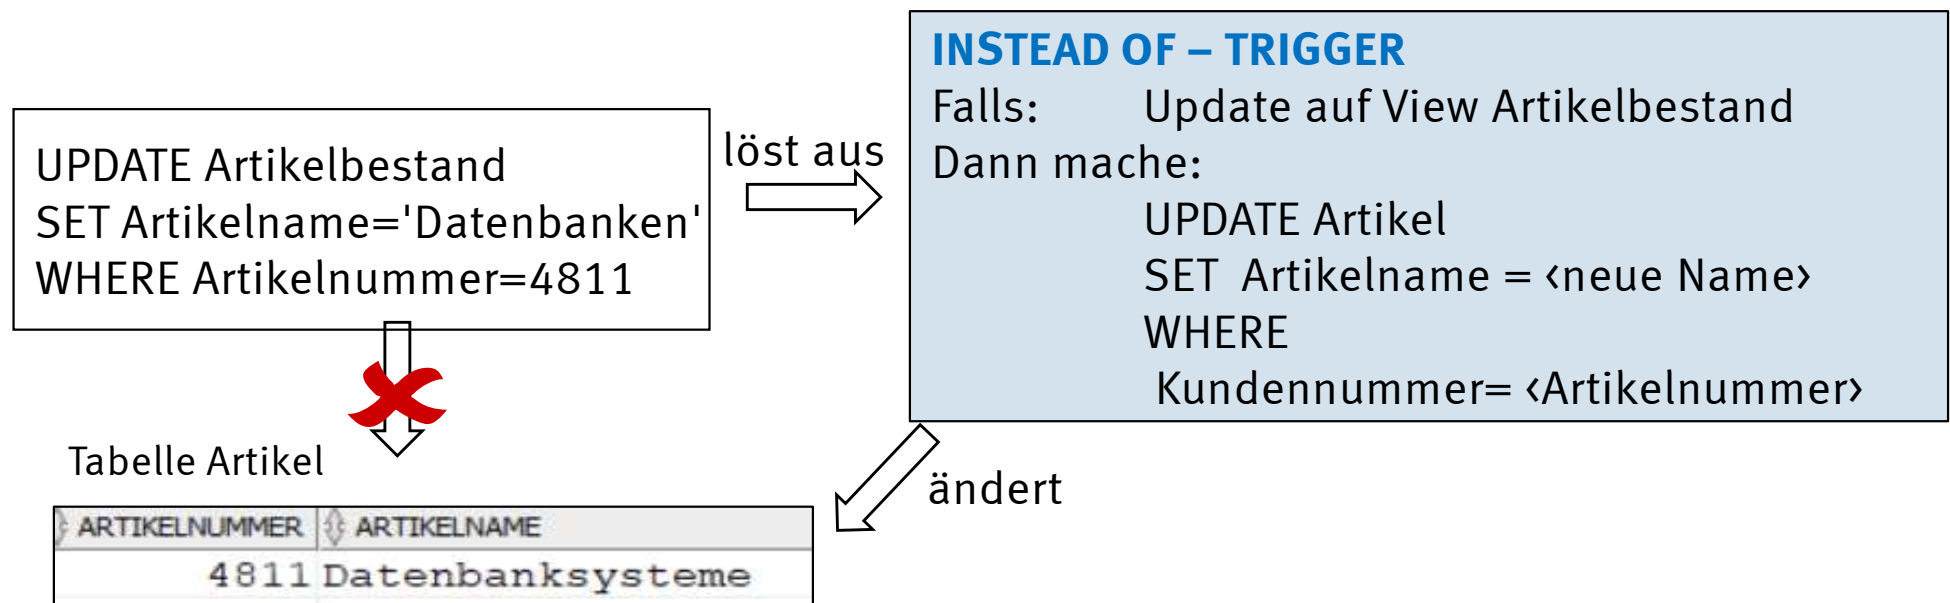 UPDATE Artikelbestand
SET Artikelname='Datenbanken'
WHERE Artikelnummer=4811
löst aus
INSTEAD OF – TRIGGER
Falls: Update auf View Artikelbestand
Dann mache:
UPDATE Artikel
SET Artikelname = ‹neue Name›
WHERE
Kundennummer= ‹Artikelnummer›
ändert
Tabelle Artikel
ARTIKELNUMMER ARTIKELNAME
4811 Datenbanksysteme